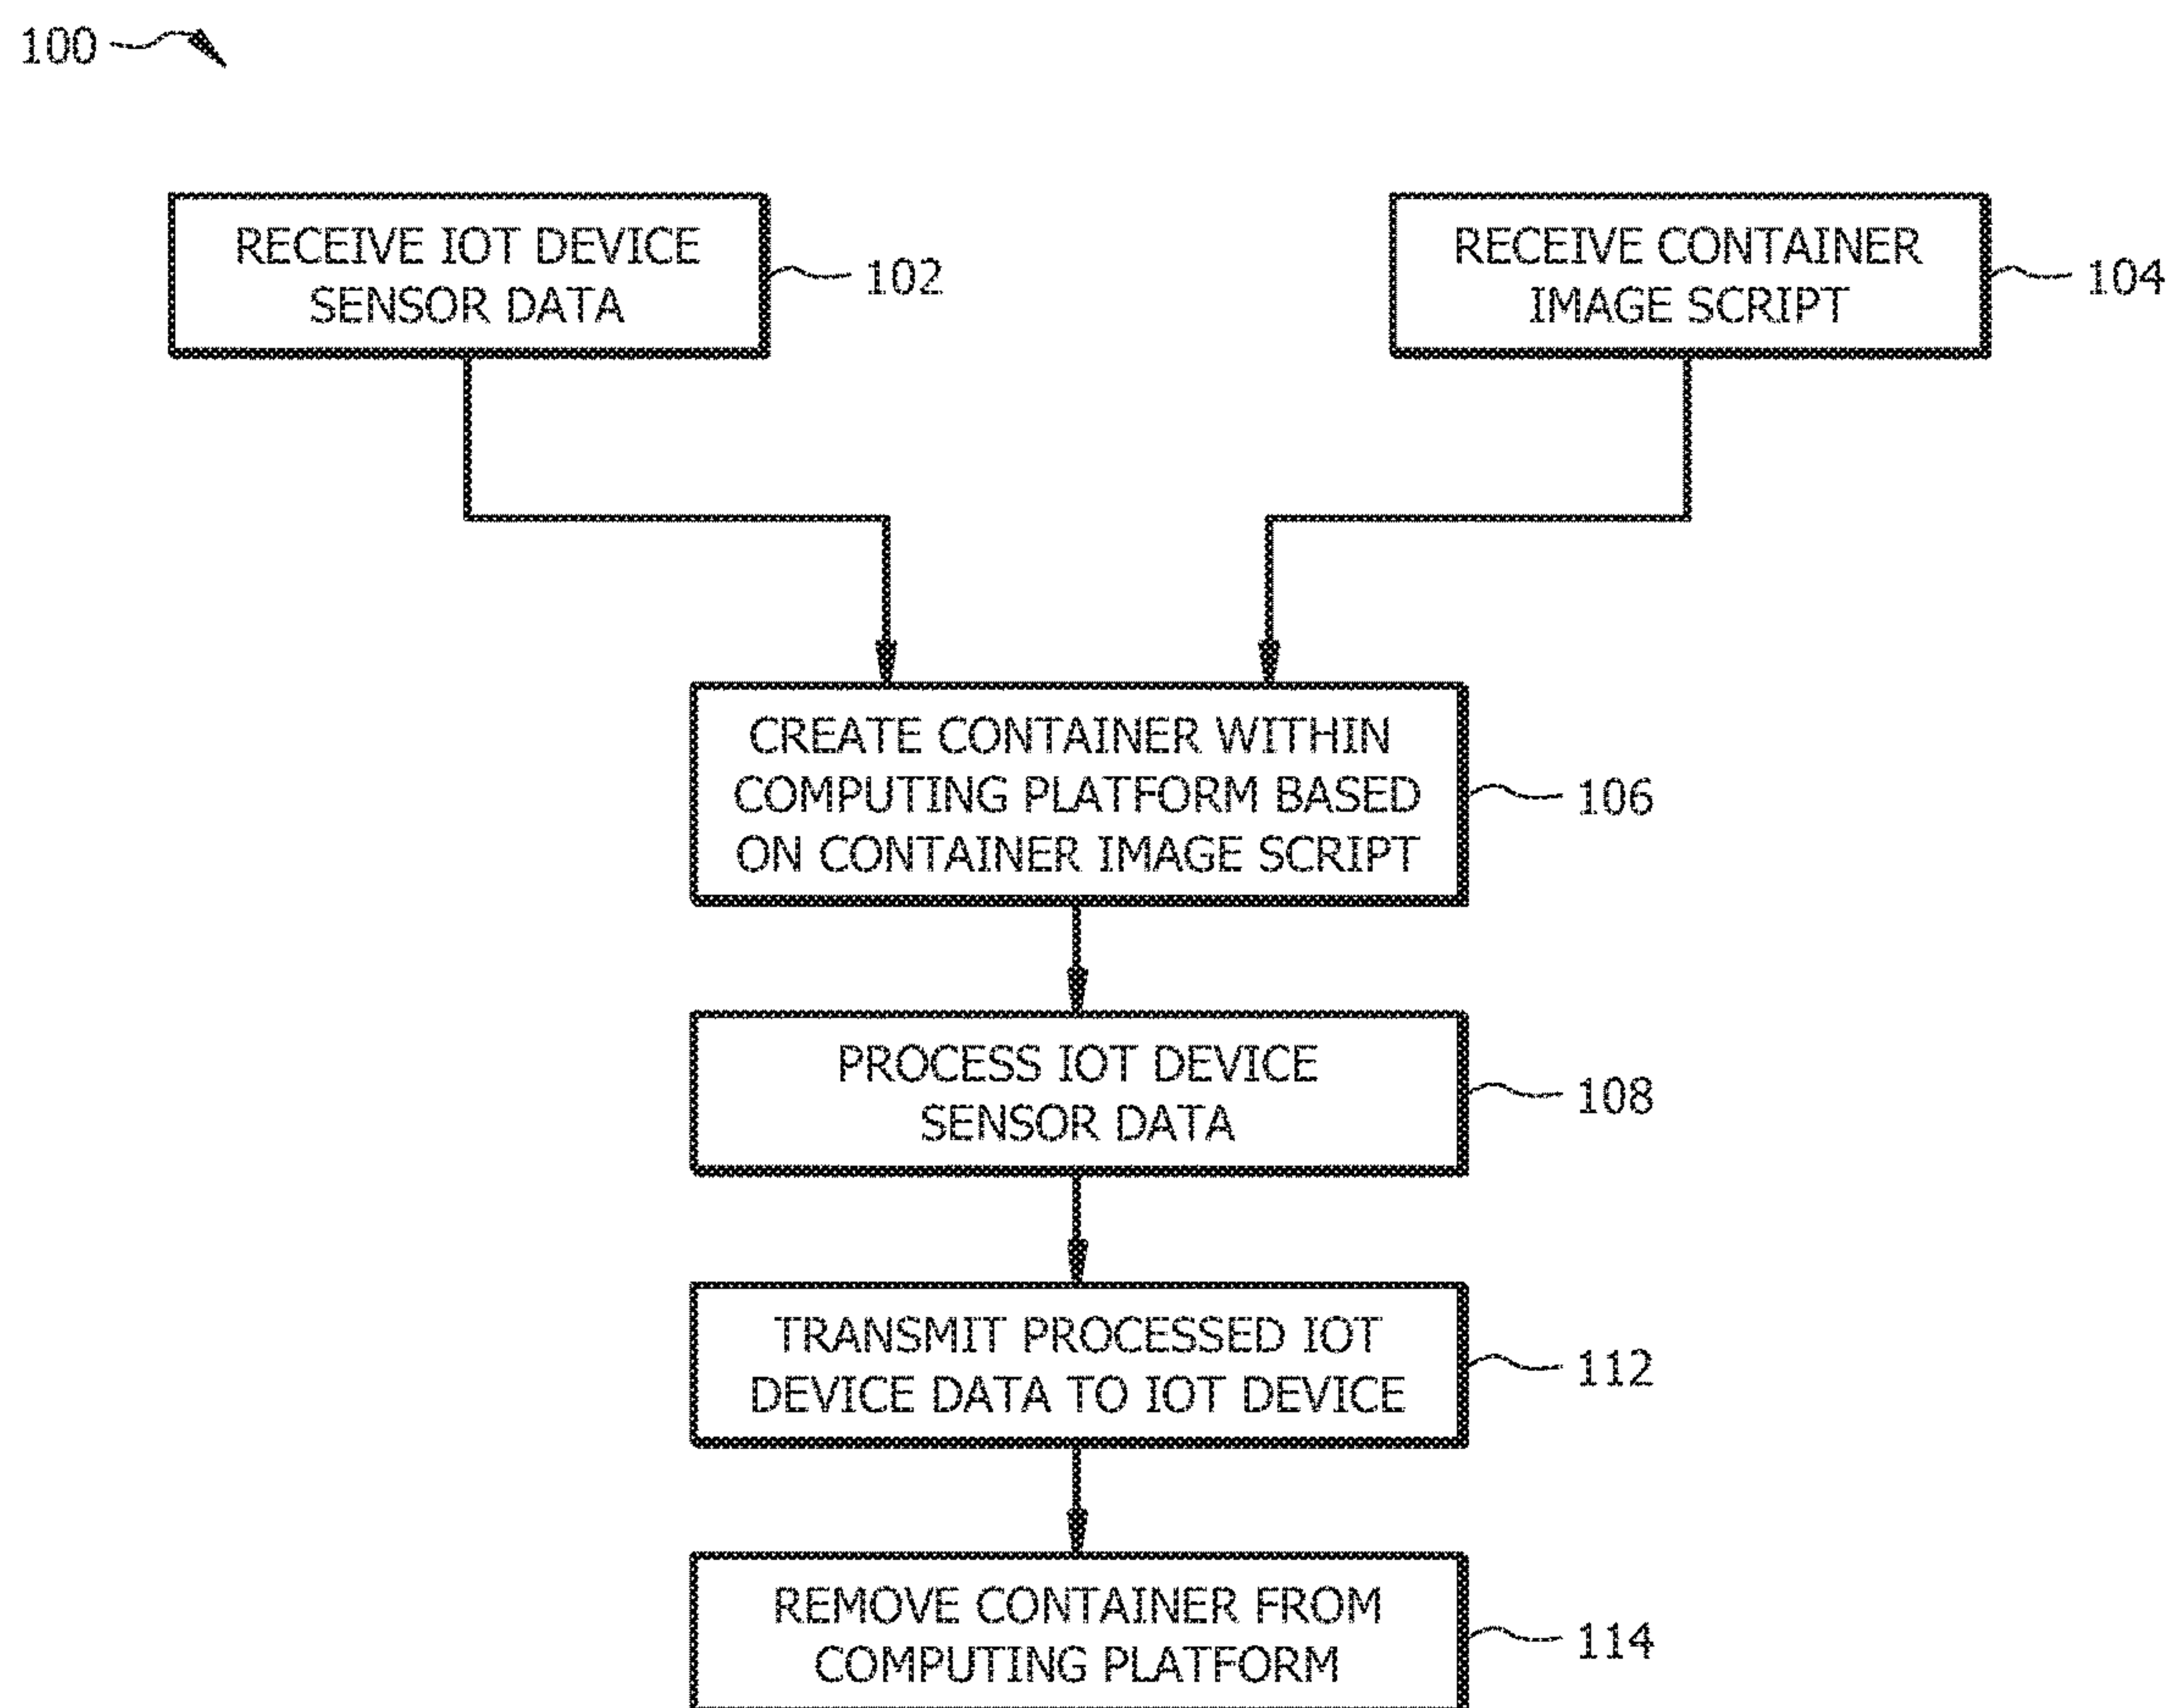 100
RECEIVE IOT DEVICE
SENSOR DATA
102
RECEIVE CONTAINER
IMAGE SCRIPT
104
CREATE CONTAINER WITHIN
COMPUTING PLATFORM BASED
ON CONTAINER IMAGE SCRIPT
106
PROCESS IOT DEVICE
SENSOR DATA
108
TRANSMIT PROCESSED IOT
DEVICE DATA TO IOT DEVICE
112
REMOVE CONTAINER FROM
COMPUTING PLATFORM
114